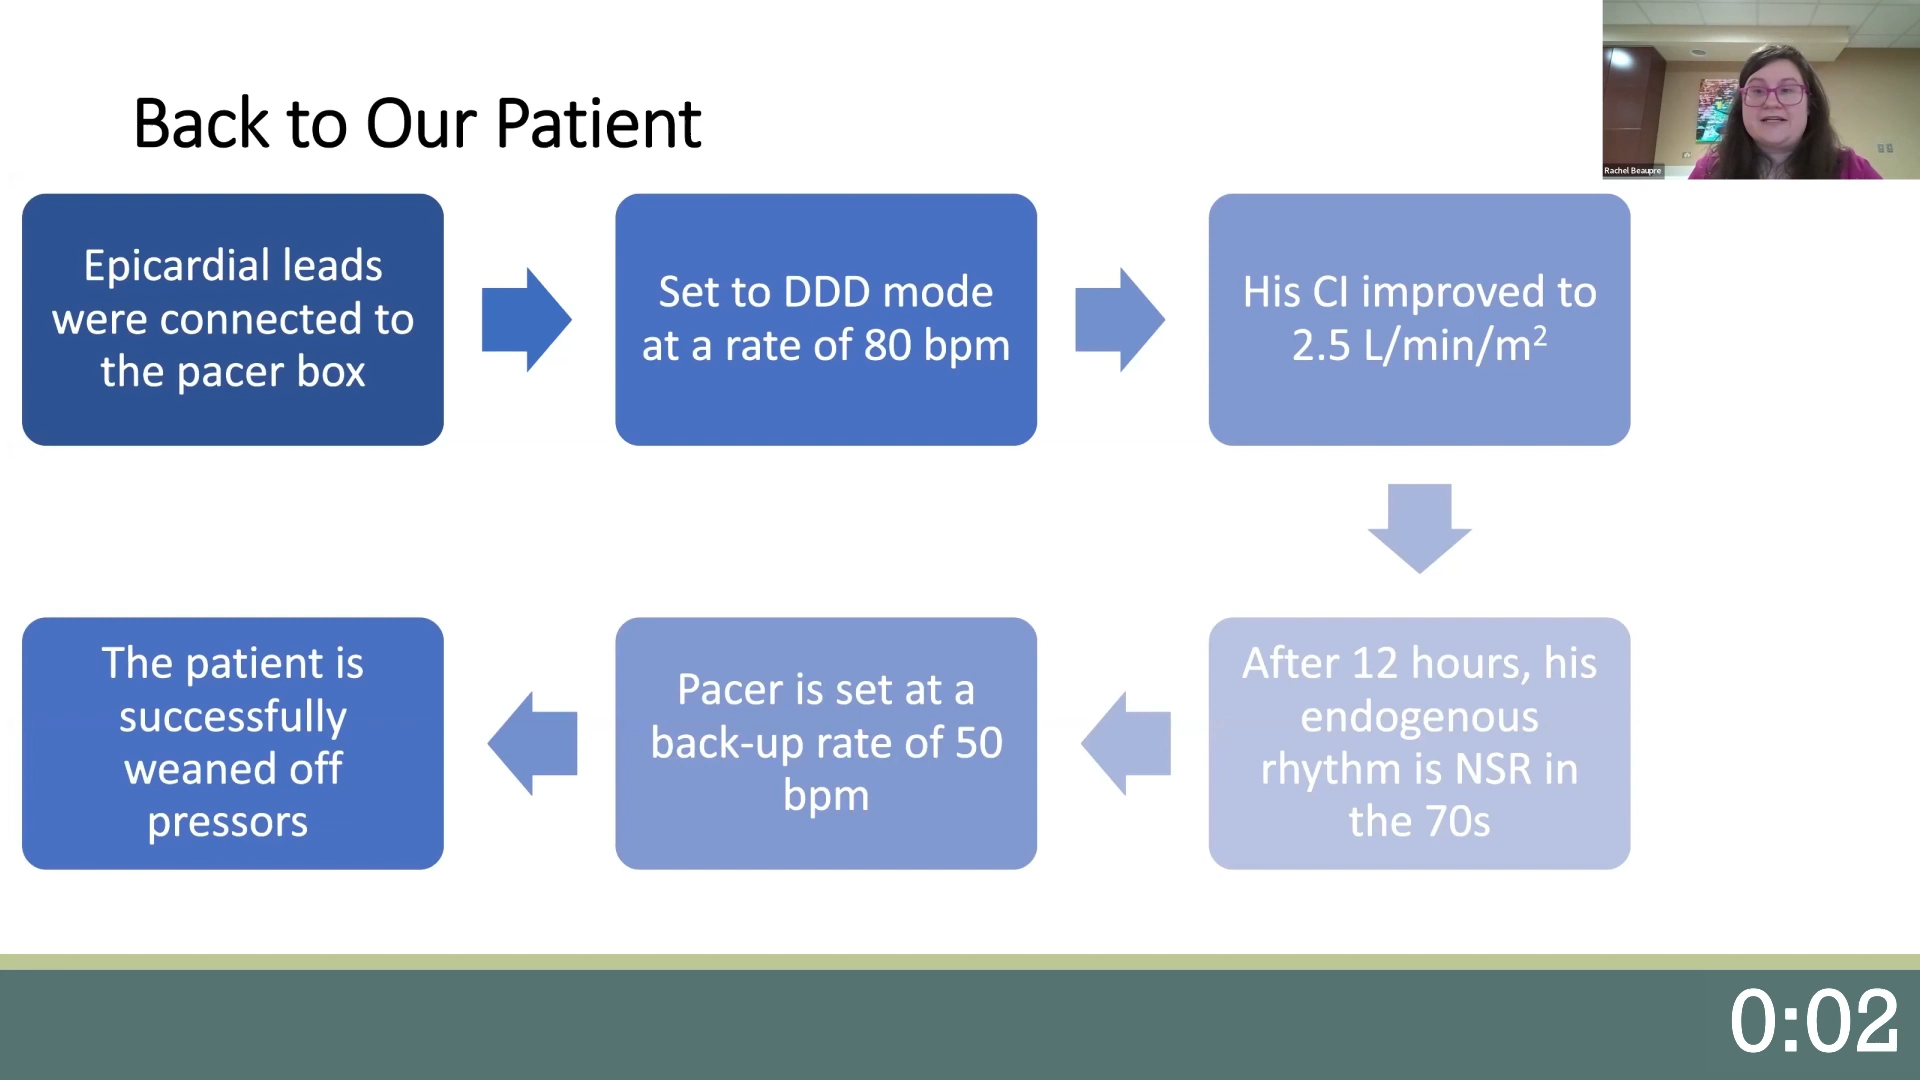 Back to Our Patient
Rachel Beaupre
Epicardial leads
were connected to
the pacer box
Set to DDD mode
at a rate of 80 bpm
His CI improved to
2.5 L/min/m²
After 12 hours, his
endogenous
rhythm is NSR in
the 70s
Pacer is set at a
back-up rate of 50
bpm
The patient is
successfully
weaned off
pressors
0:02